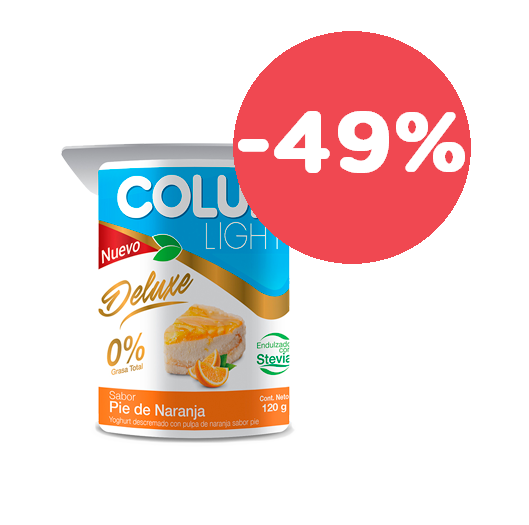 -49%
COLU
LIGHT
Nuevo
Deluxe
0%
Grasa Total
Endulzado
con
Stevia
Sabor
Pie de Naranja
Cont. Neto
120 g
Yoghurt descremado con pulpa de naranja sabor pie